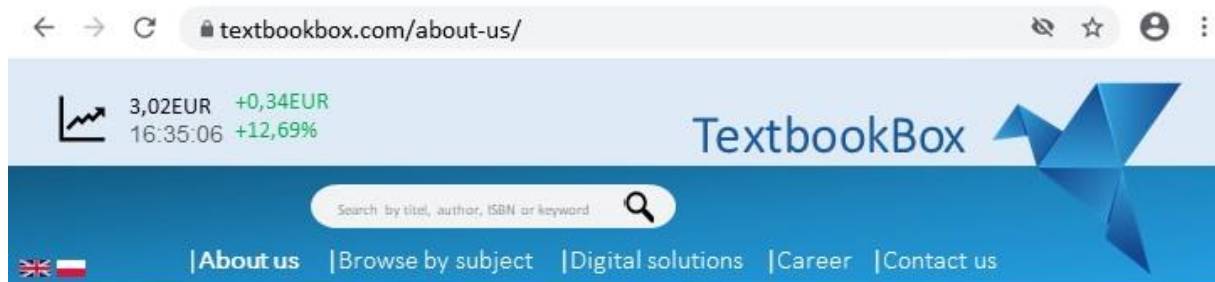 textbookbox.com/about-us/
3,02EUR +0,34EUR
16:35:06 +12,69%
TextbookBox
Search by titel, author, ISBN or keyword
|About us |Browse by subject |Digital solutions |Career |Contact us